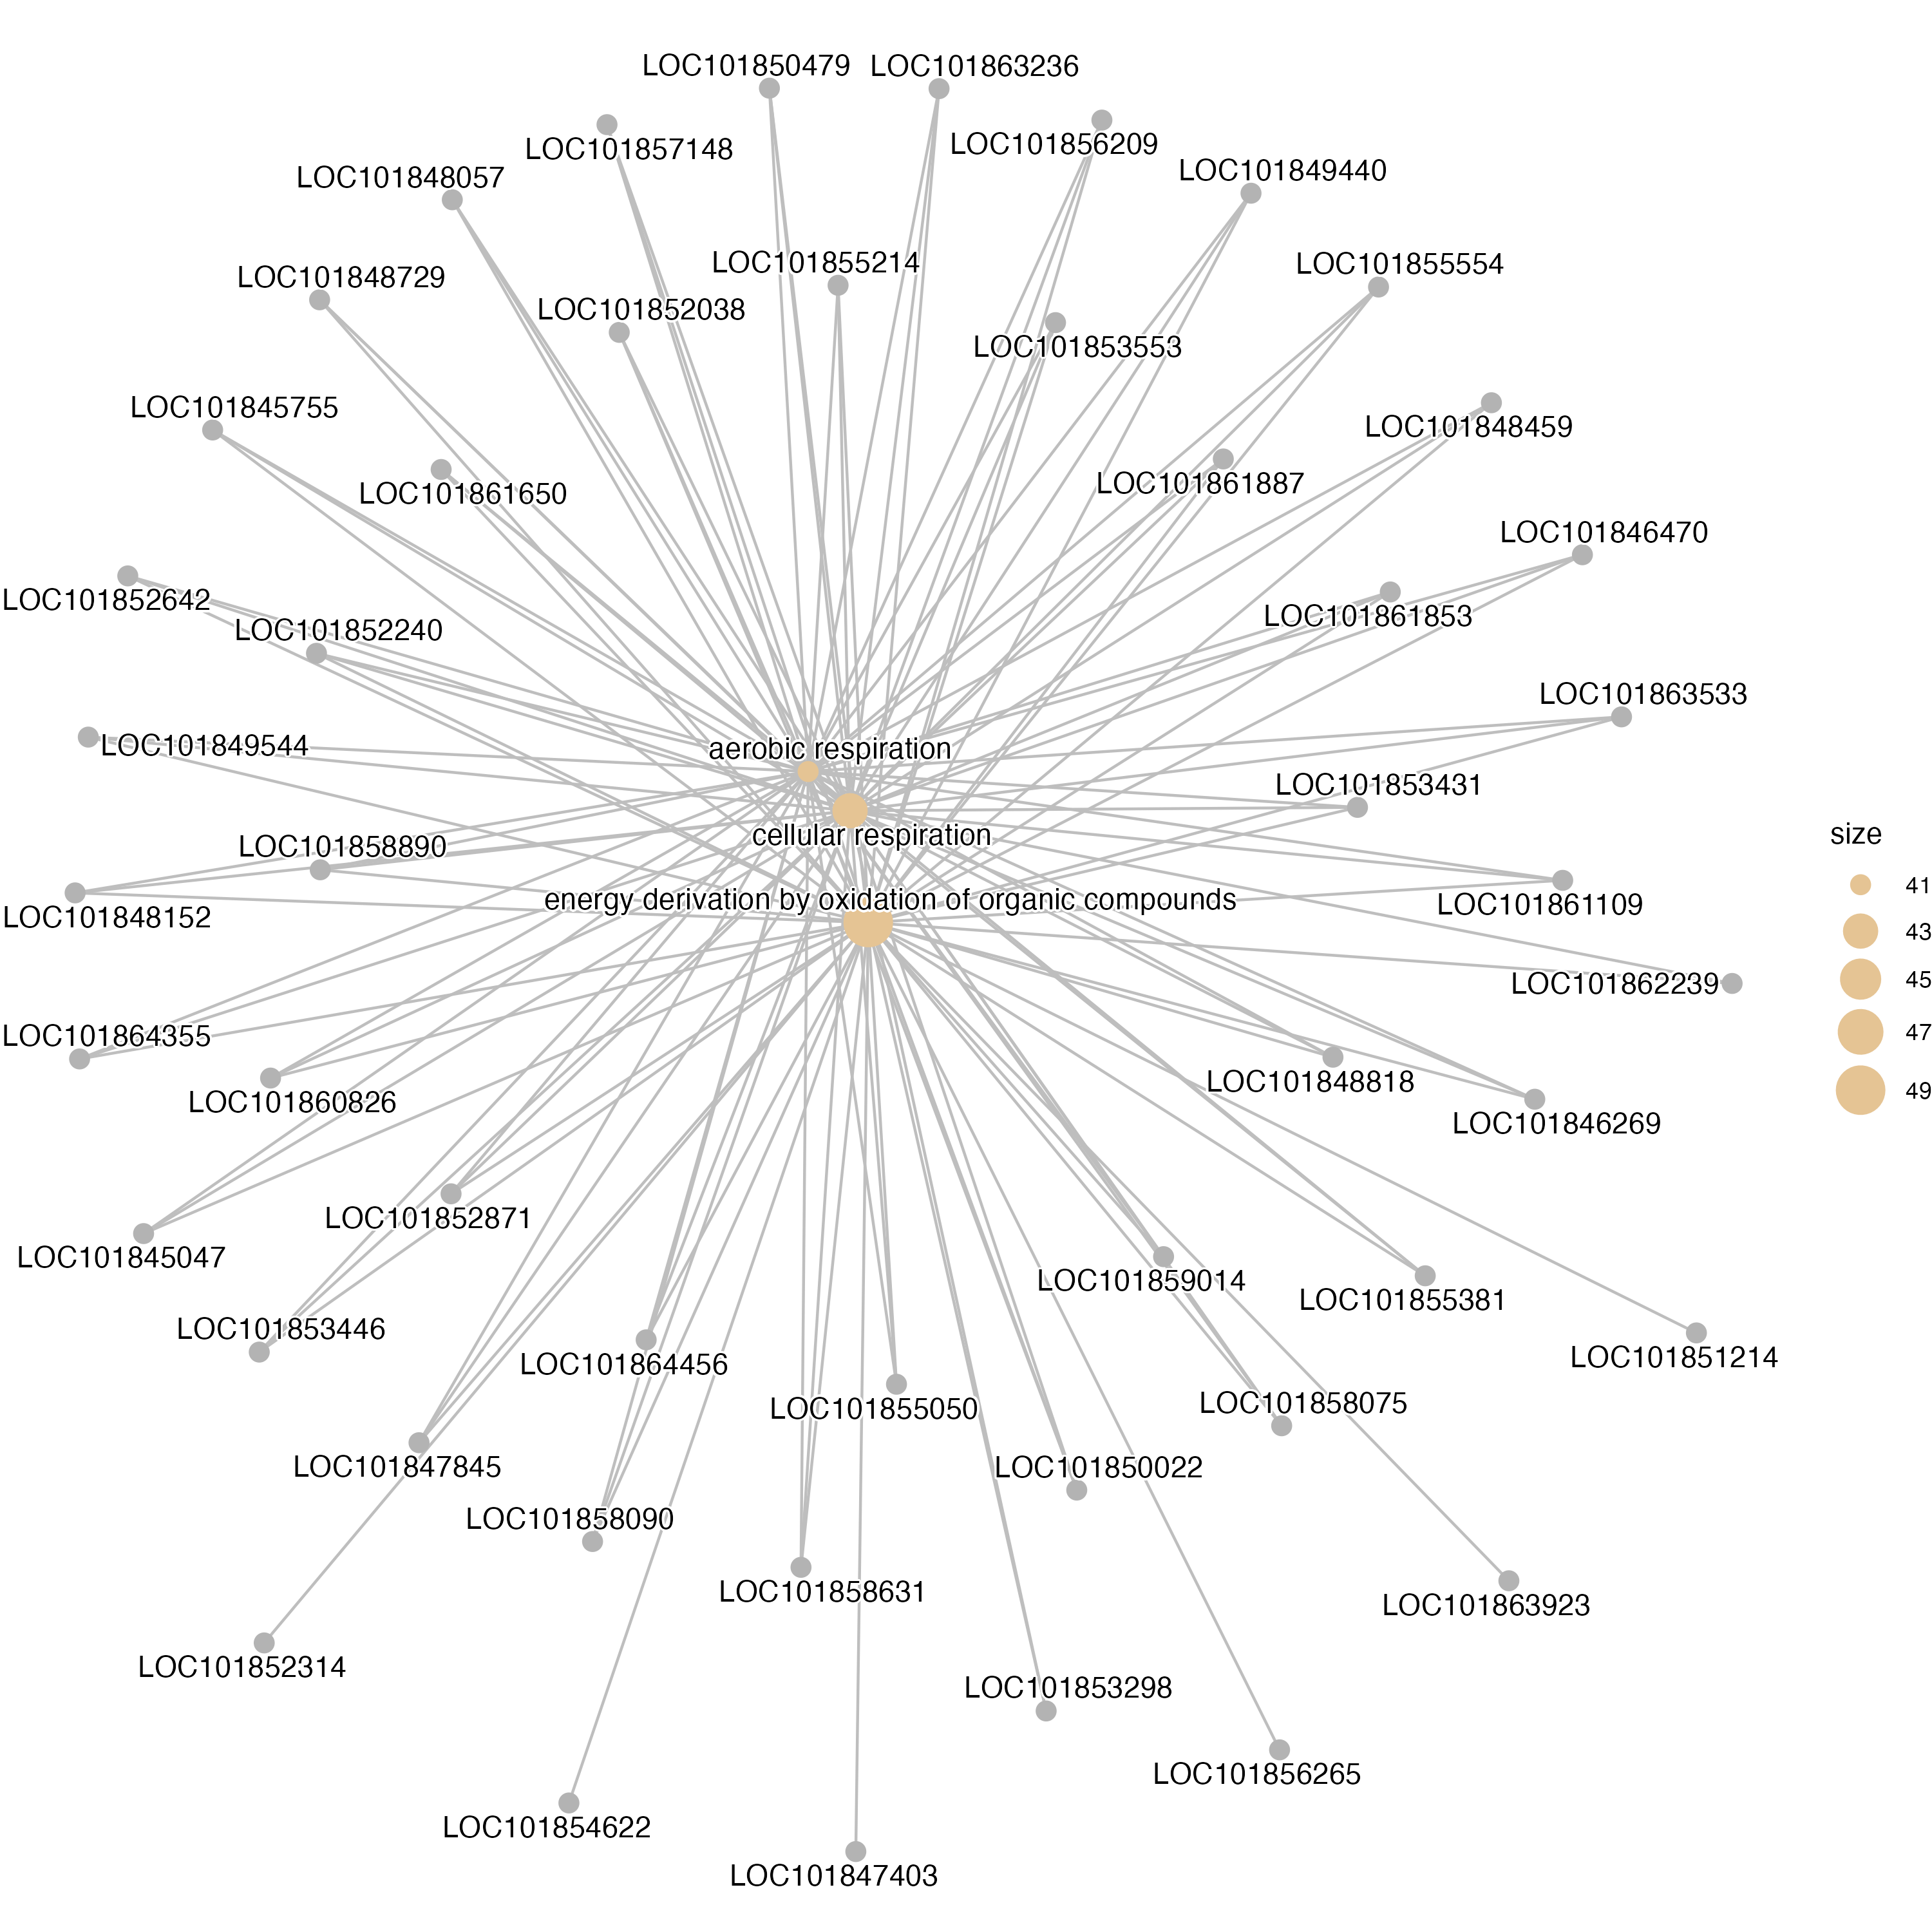 LOC101850479
LOC101863236
LOC101857148
LOC101856209
LOC101848057
LOC101849440
LOC101855214
LOC101855554
LOC101848729
LOC101852038
LOC101853553
LOC101845755
LOC101848459
LOC101861650
LOC101861887
LOC101846470
LOC101852642
LOC101861853
LOC101852240
LOC101863533
LOC101849544
aerobic respiration
LOC101853431
cellular respiration
size
LOC101858890
41
energy derivation by oxidation of organic compounds
LOC101861109
LOC101848152
43
LOC101862239
45
LOC101864355
47
LOC101848818
49
LOC101860826
LOC101846269
LOC101852871
LOC101845047
LOC101859014
LOC101855381
LOC101853446
LOC101851214
LOC101864456
LOC101858075
LOC101855050
LOC101847845
LOC101850022
LOC101858090
LOC101858631
LOC101863923
LOC101852314
LOC101853298
LOC101856265
LOC101854622
LOC101847403